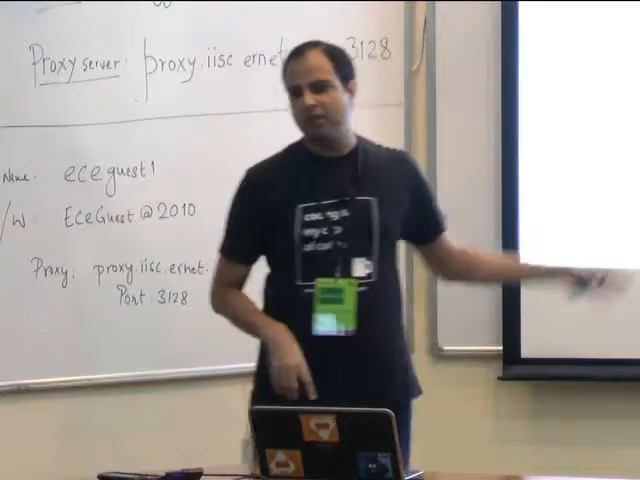 Proxy server: proxy.iisc.ernet 3128
Name. eceguest1
/W EceGuest@2010
Proxy: proxy.iisc.ernet.
Port: 3128